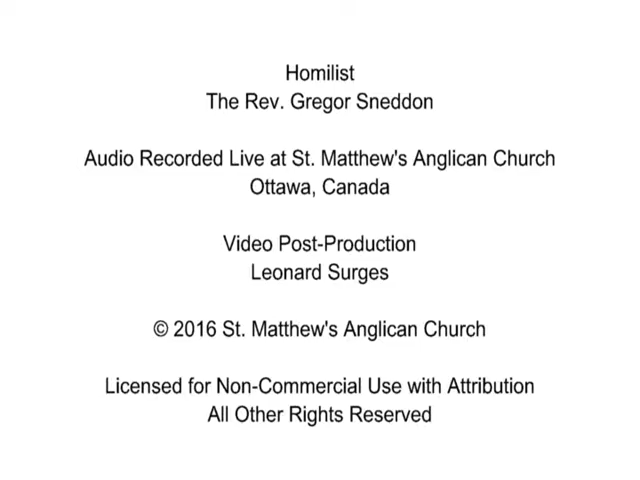 Homilist
The Rev. Gregor Sneddon
Audio Recorded Live at St. Matthew's Anglican Church
Ottawa, Canada
Video Post-Production
Leonard Surges
© 2016 St. Matthew's Anglican Church
Licensed for Non-Commercial Use with Attribution
All Other Rights Reserved